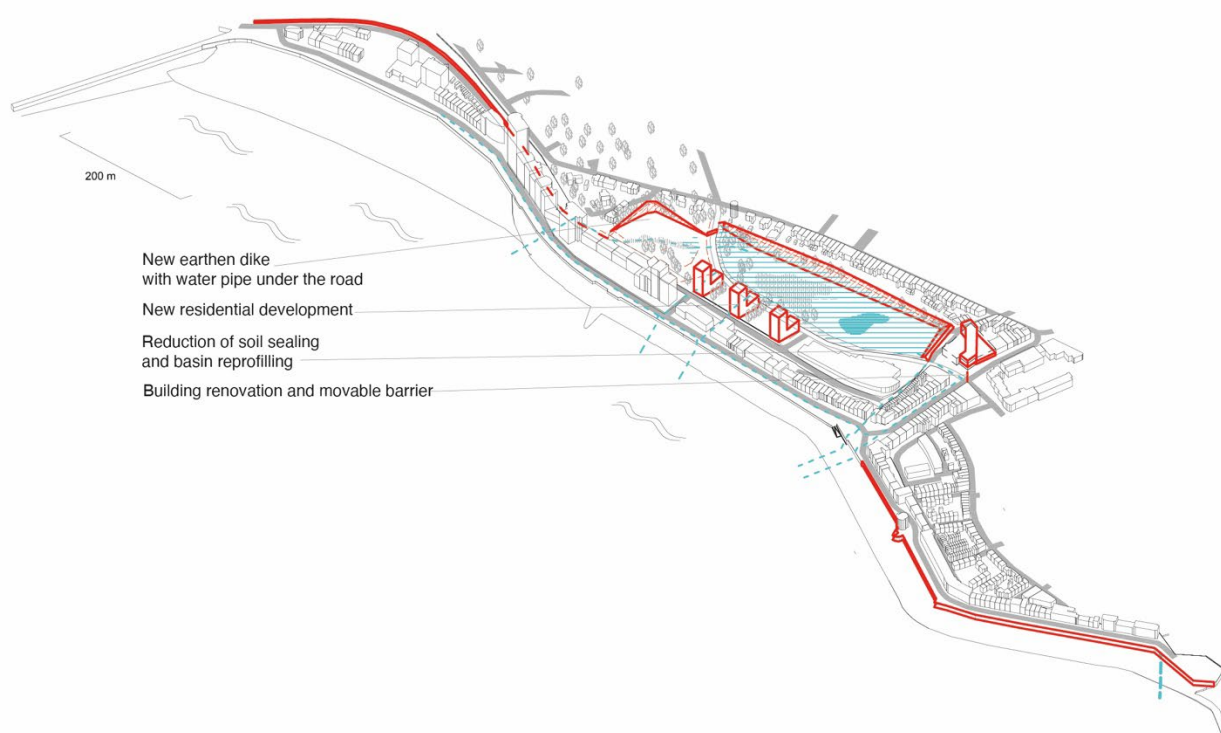 200 m
New earthen dike
with water pipe under the road
New residential development
Reduction of soil sealing
and basin reprofilling
Building renovation and movable barrier